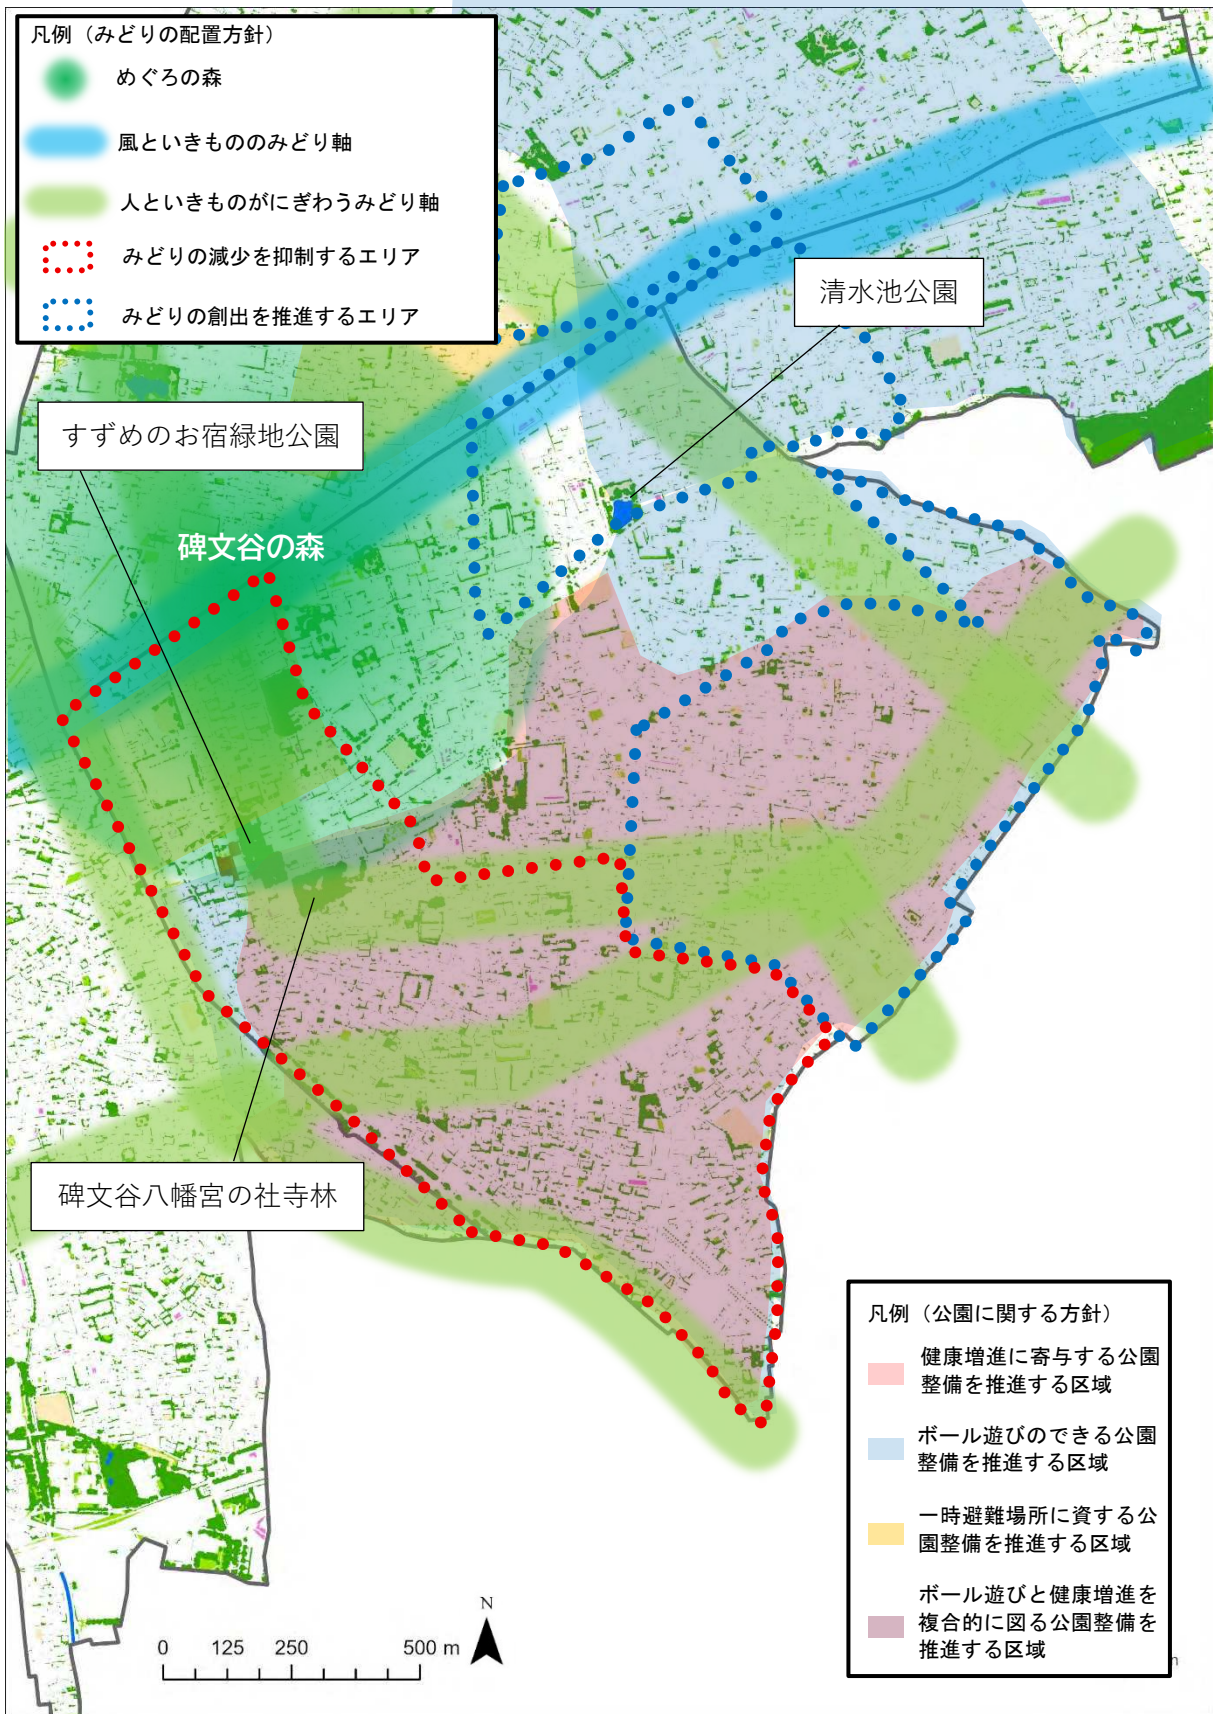 凡例（みどりの配置方針）
めぐろの森
風といきもののみどり軸
人といきものがにぎわうみどり軸
みどりの減少を抑制するエリア
みどりの創出を推進するエリア
清水池公園
すずめのお宿緑地公園
碑文谷の森
碑文谷八幡宮の社寺林
凡例（公園に関する方針）
健康増進に寄与する公園
整備を推進する区域
ボール遊びのできる公園
整備を推進する区域
一時避難場所に資する公
園整備を推進する区域
ボール遊びと健康増進を
複合的に図る公園整備を
推進する区域
N
0 125 250 500 m